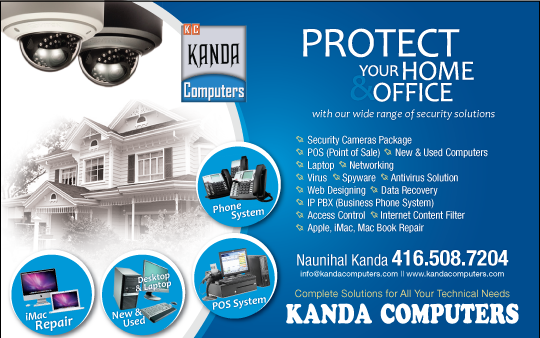 K C
KANDA
Computers
PROTECT
YOUR HOME
& OFFICE
with our wide range of security solutions
Security Cameras Package
POS (Point of Sale) New & Used Computers
Laptop Networking
Virus Spyware Antivirus Solution
Web Designing Data Recovery
IP PBX (Business Phone System)
Access Control Internet Content Filter
Apple, iMac, Mac Book Repair
Phone
System
Naunihal Kanda 416.508.7204
info@kandacomputers.com II www.kandacomputers.com
iMac
Repair
Desktop
& Laptop
New &
Used
POS System
Complete Solutions for All Your Technical Needs
KANDA COMPUTERS